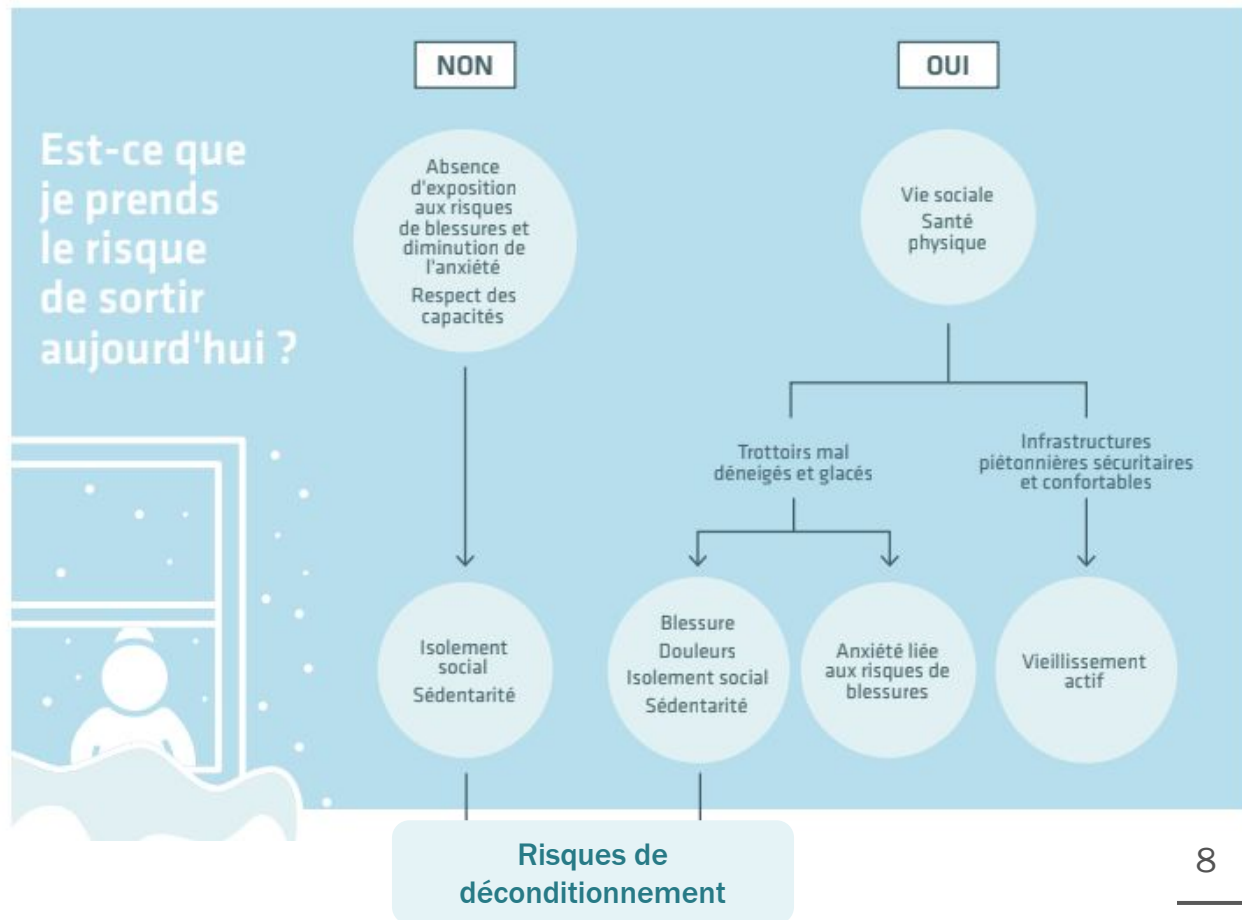 Est-ce que
je prends
le risque
de sortir
aujourd'hui ?
NON
Absence
d'exposition
aux risques
de blessures et
diminution de
l'anxiété
Respect des
capacités
Isolement
social
Sédentarité
OUI
Vie sociale
Santé
physique
Trottoirs mal
déneigés et glacés
Infrastructures
piétonnières sécuritaires
et confortables
Blessure
Douleurs
Isolement social
Sédentarité
Anxiété liée
aux risques de
blessures
Vieillissement
actif
Risques de
déconditionnement
8